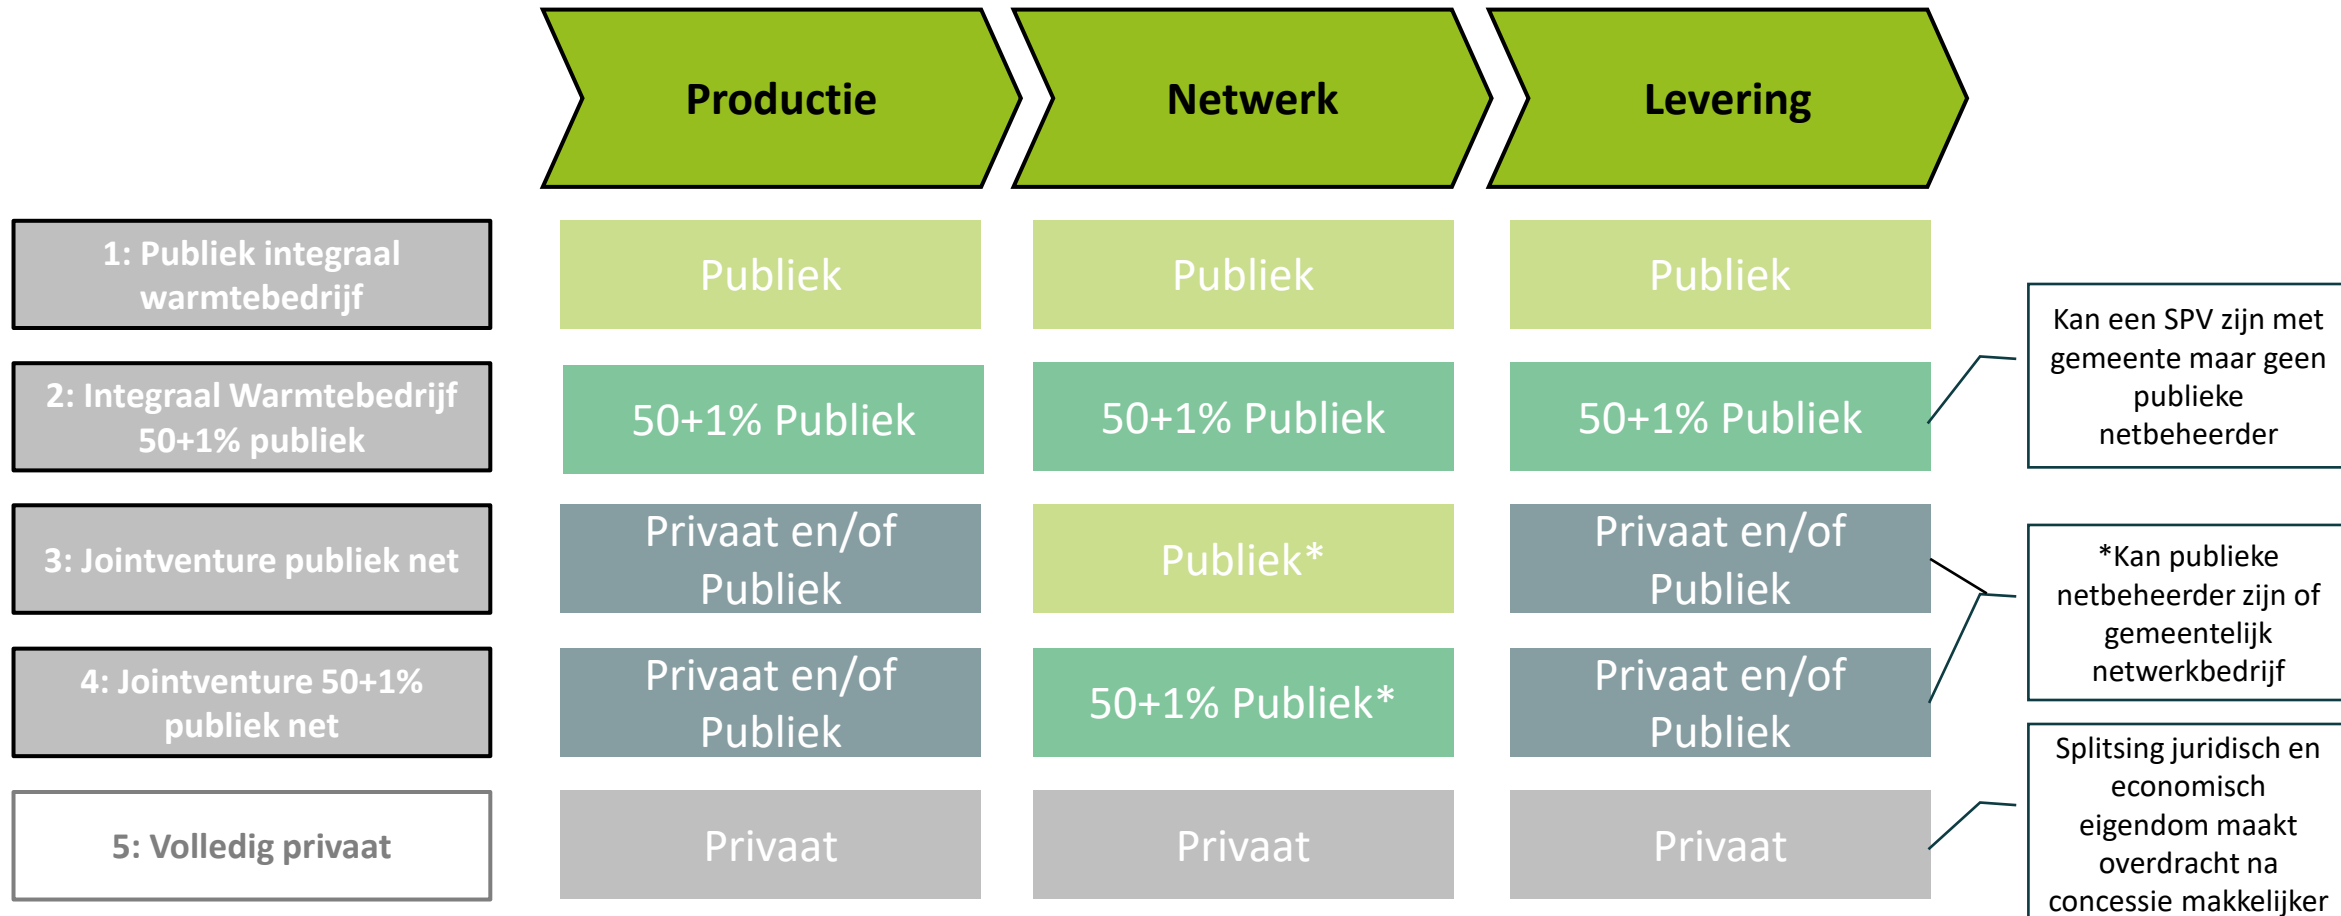 Productie
Netwerk
Levering
1: Publiek integraal
warmtebedrijf
Publiek
Publiek
Publiek
2: Integraal Warmtebedrijf
50+1% publiek
50+1% Publiek
50+1% Publiek
50+1% Publiek
Kan een SPV zijn met
gemeente maar geen
publieke
netbeheerder
3: Jointventure publiek net
Privaat en/of
Publiek
Publiek*
Privaat en/of
Publiek
*Kan publieke
netbeheerder zijn of
gemeentelijk
netwerkbedrijf
4: Jointventure 50+1%
publiek net
Privaat en/of
Publiek
50+1% Publiek*
Privaat en/of
Publiek
5: Volledig privaat
Privaat
Privaat
Privaat
Splitsing juridisch en
economisch
eigendom maakt
overdracht na
concessie makkelijker